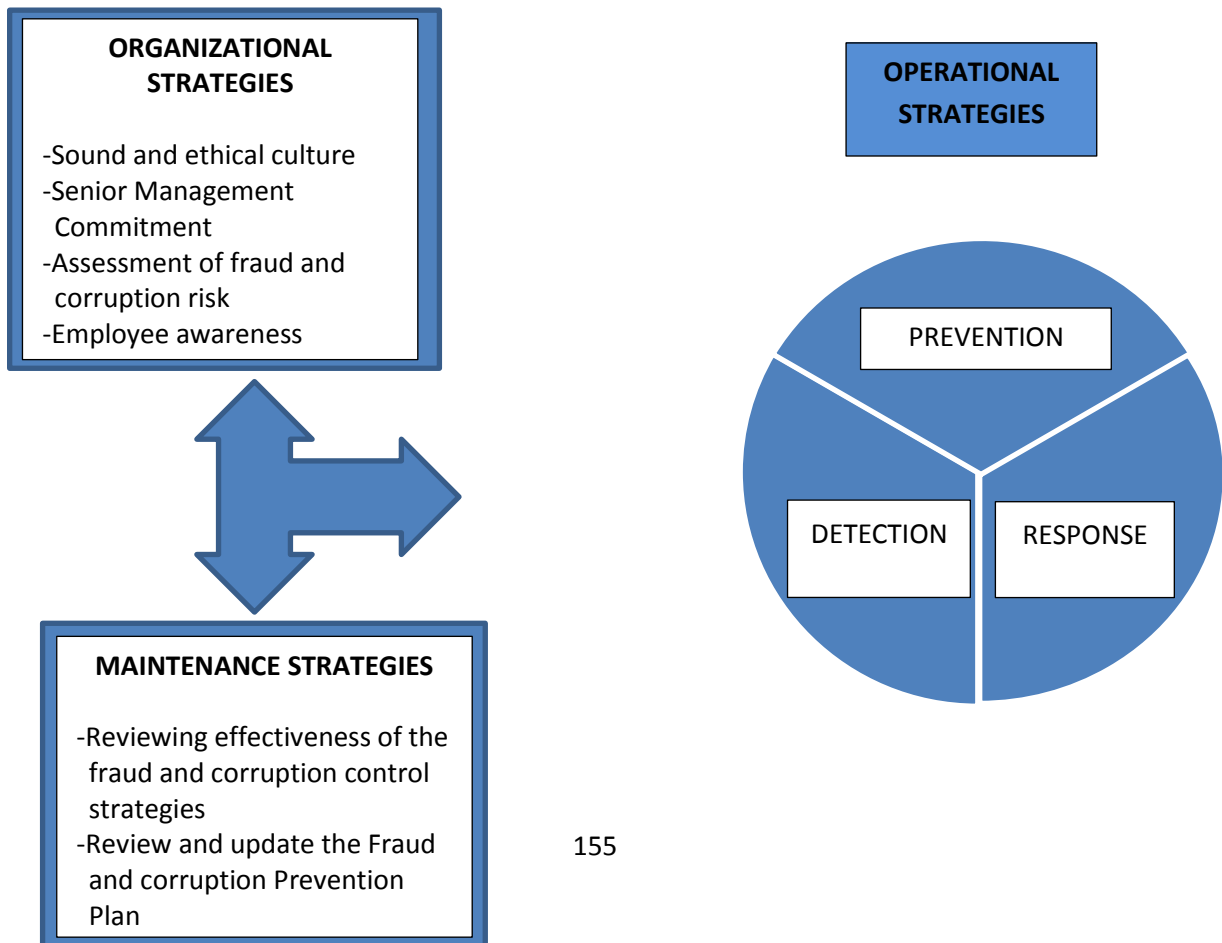 ORGANIZATIONAL
STRATEGIES
-Sound and ethical culture
-Senior Management
Commitment
-Assessment of fraud and
corruption risk
-Employee awareness
OPERATIONAL
STRATEGIES
PREVENTION
DETECTION
RESPONSE
MAINTENANCE STRATEGIES
-Reviewing effectiveness of the
fraud and corruption control
strategies
-Review and update the Fraud
and corruption Prevention
Plan
155